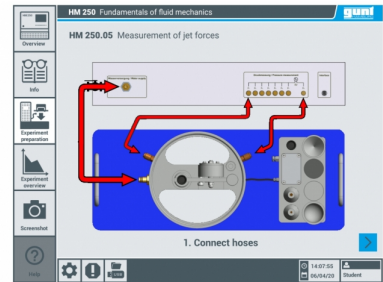 HM 250 Fundamentals of fluid mechanics
gunt
HM 250.05 Measurement of jet forces
Overview
Info
Experiment preparation
Experiment overview
Screenshot
Help
1. Connect hoses
14:07:55
06/04/20
Student